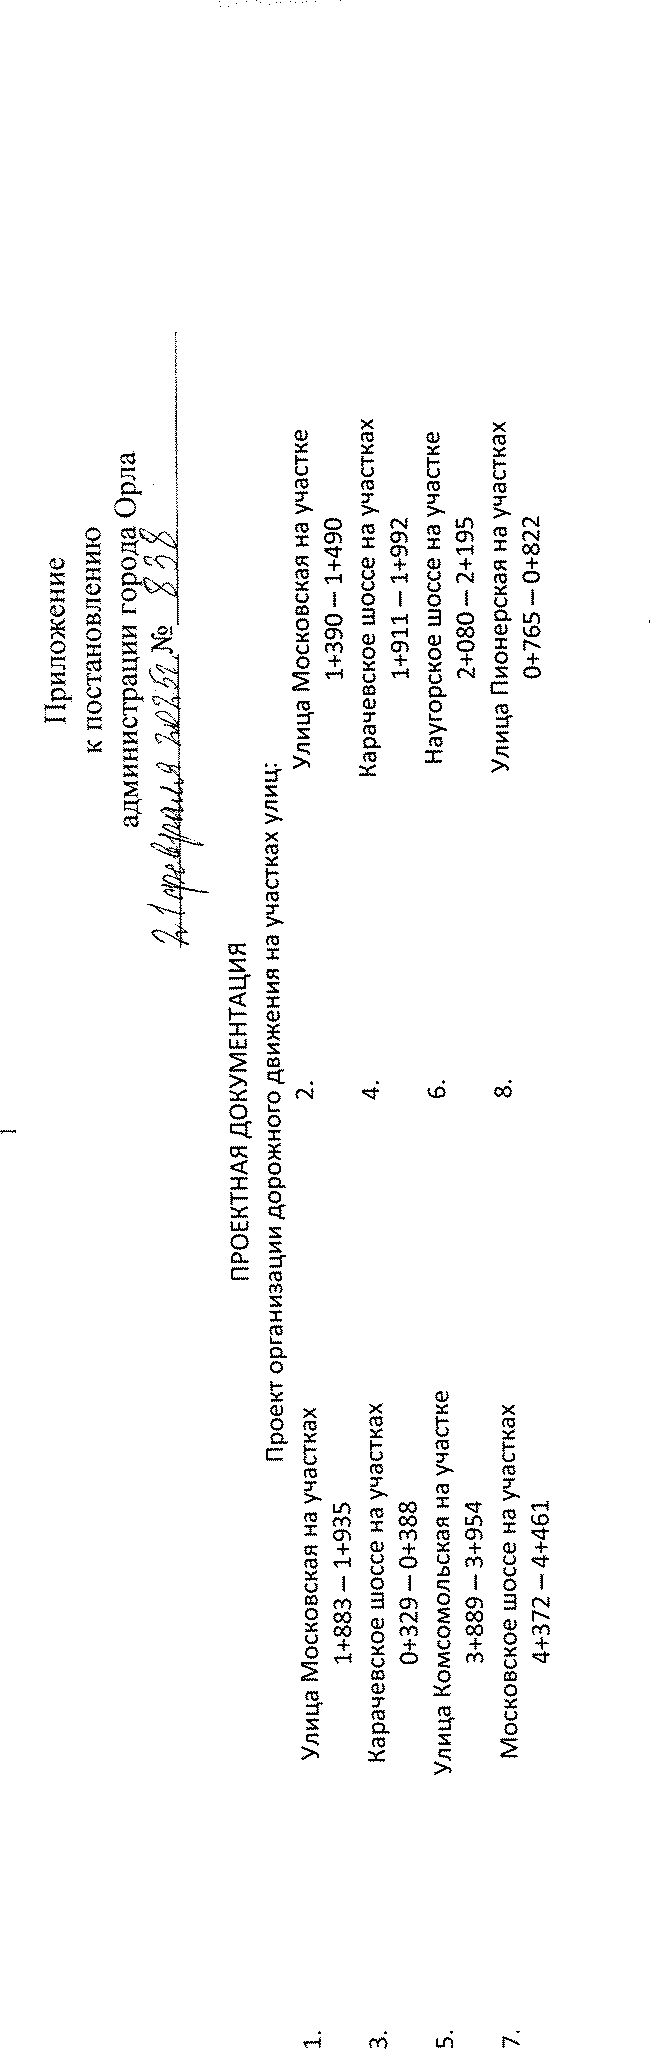 1
Приложение
к постановлению
администрации города Орла
21 февраля 2025г. № 838
ПРОЕКТНАЯ ДОКУМЕНТАЦИЯ
Проект организации дорожного движения на участках улиц:
1. Улица Московская на участках 2. Улица Московская на участке
1+883 – 1+935 1+390 – 1+490
3. Карачевское шоссе на участках 4. Карачевское шоссе на участках
0+329 – 0+388 1+911 – 1+992
5. Улица Комсомольская на участке 6. Наугорское шоссе на участке
3+889 – 3+954 2+080 – 2+195
7. Московское шоссе на участках 8. Улица Пионерская на участках
4+372 – 4+461 0+765 – 0+822